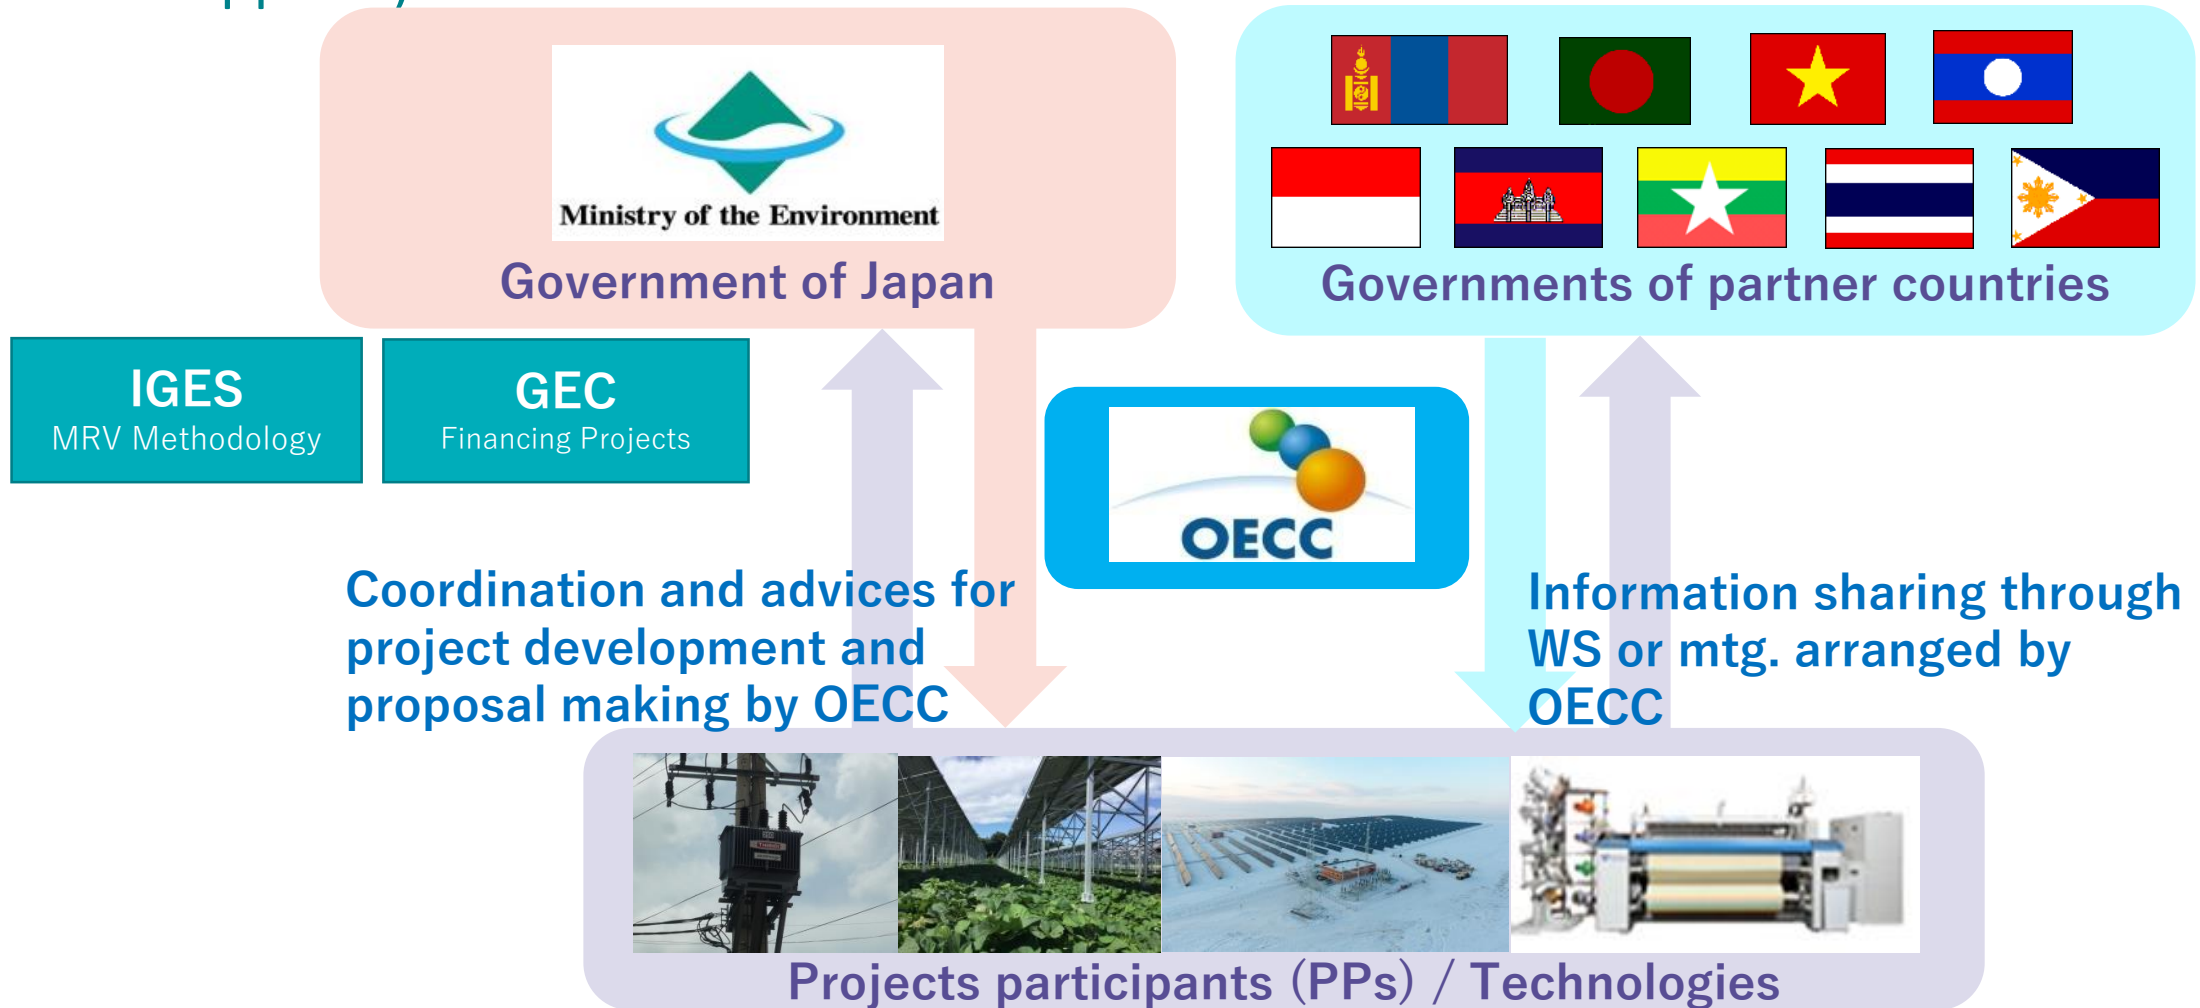 Ministry of the Environment
Government of Japan
Governments of partner countries
IGES
MRV Methodology
GEC
Financing Projects
OECC
Coordination and advices for
project development and
proposal making by OECC
Information sharing through
WS or mtg. arranged by
OECC
Projects participants (PPs) / Technologies